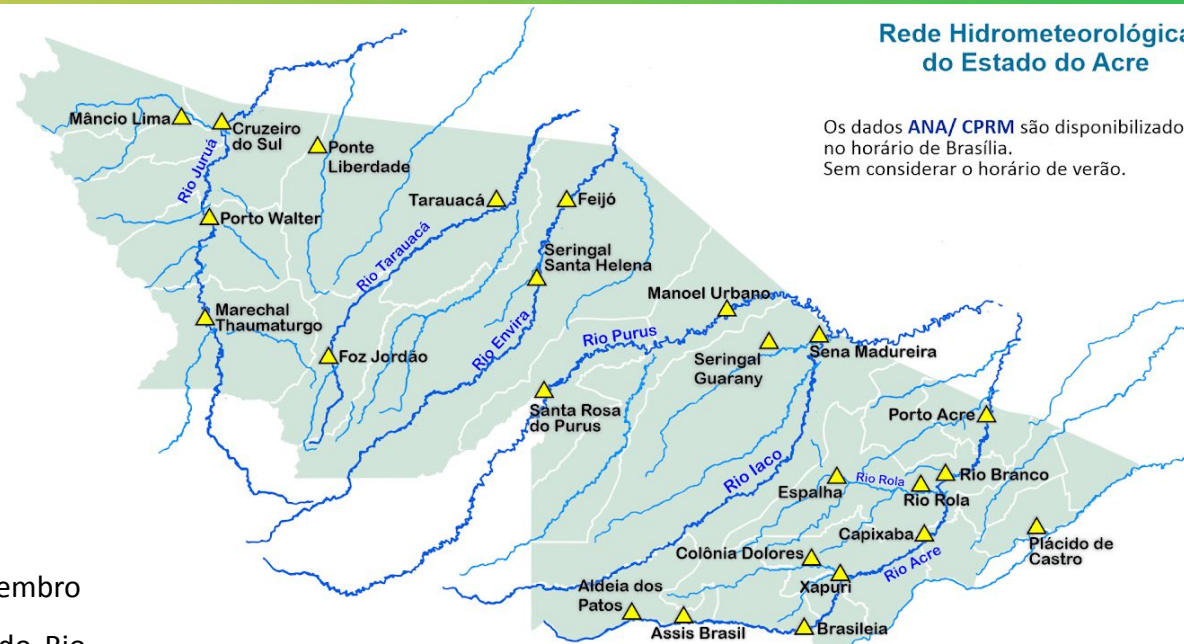 Rede Hidrometeorológica
do Estado do Acre
Os dados ANA/ CPRM são disponibilizado
no horário de Brasília.
Sem considerar o horário de verão.
Mâncio Lima
Cruzeiro
do Sul
Ponte
Liberdade
Rio Juruá
Porto Walter
Tarauacá
Feijó
Rio Tarauacá
Seringal
Santa Helena
Marechal
Thaumaturgo
Foz Jordão
Rio Envira
Manoel Urbano
Rio Purus
Seringal
Guarany
Sena Madureira
Santa Rosa
do Purus
Porto Acre
Rio Iaco
Espalha
Rio Rola
Rio Rola
Rio Branco
Capixaba
Plácido de
Castro
Colônia Dolores
Xapuri
Rio Acre
Aldeia dos
Patos
Assis Brasil
Brasileia
embro
do Rio